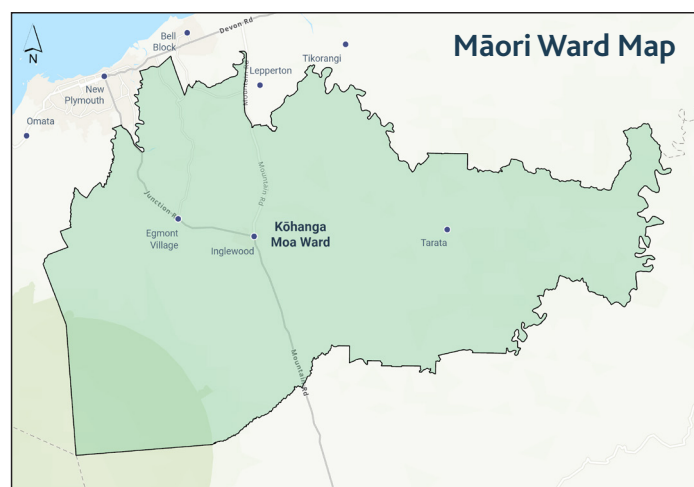 Māori Ward Map
N
Bell
Block
Devon Rd
Tikorangi
New
Plymouth
Lepperton
Omata
Mountain Rd
Junction Rd
Egmont
Village
Kōhanga
Moa Ward
Inglewood
Tarata
Mountain Rd